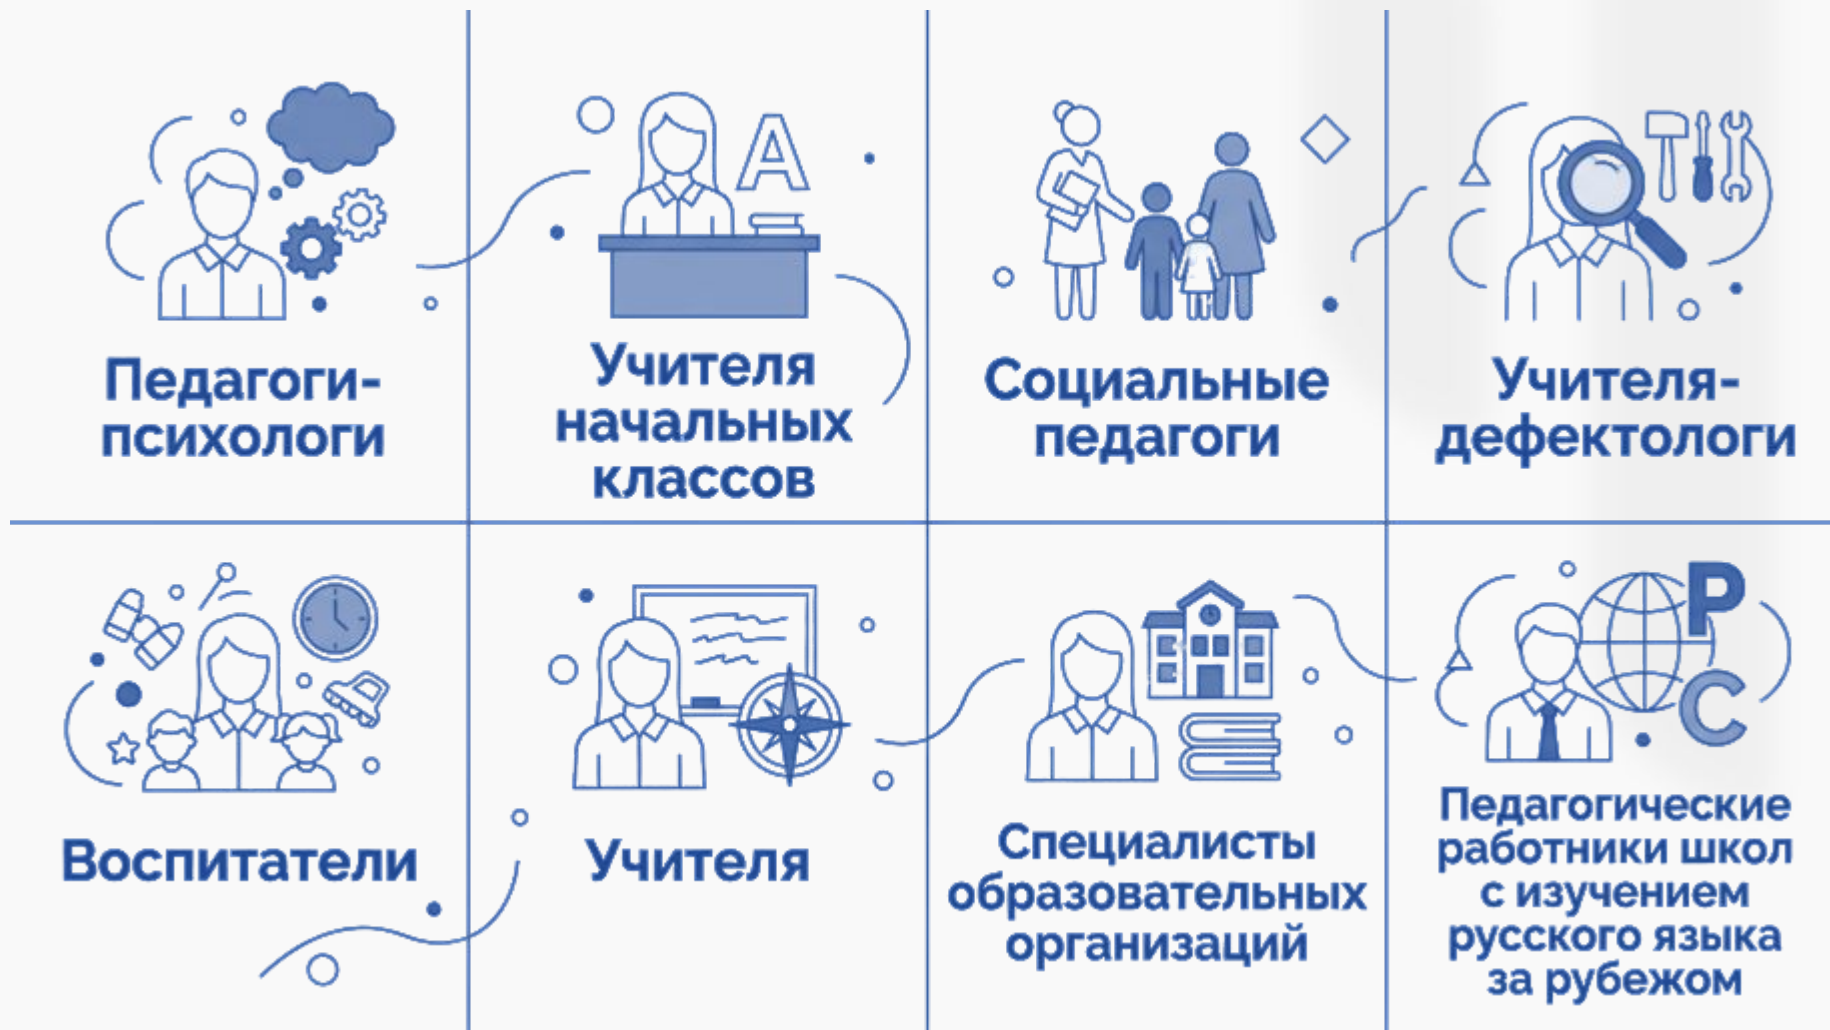 Педагоги-
психологи
А
Учителя
начальных
классов
Социальные
педагоги
Учителя-
дефектологи
Воспитатели
Учителя
Специалисты
образовательных
организаций
Р
С
Педагогические
работники школ
с изучением
русского языка
за рубежом